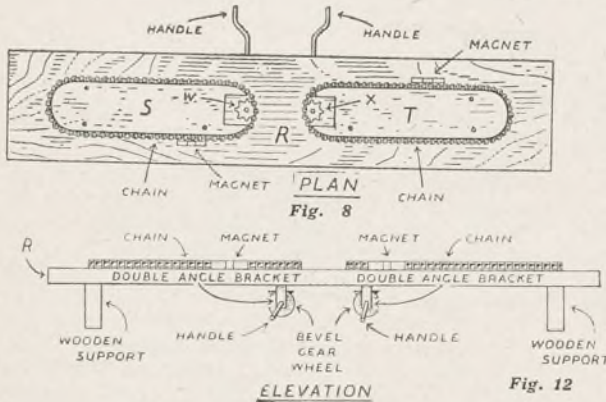 HANDLE HANDLE
MAGNET
W X
S R T
CHAIN MAGNET PLAN CHAIN
Fig. 8
R CHAIN MAGNET MAGNET CHAIN
DOUBLE ANGLE BRACKET DOUBLE ANGLE BRACKET
WOODEN SUPPORT
HANDLE
BEVEL GEAR WHEEL
HANDLE
WOODEN SUPPORT
ELEVATION
Fig. 12